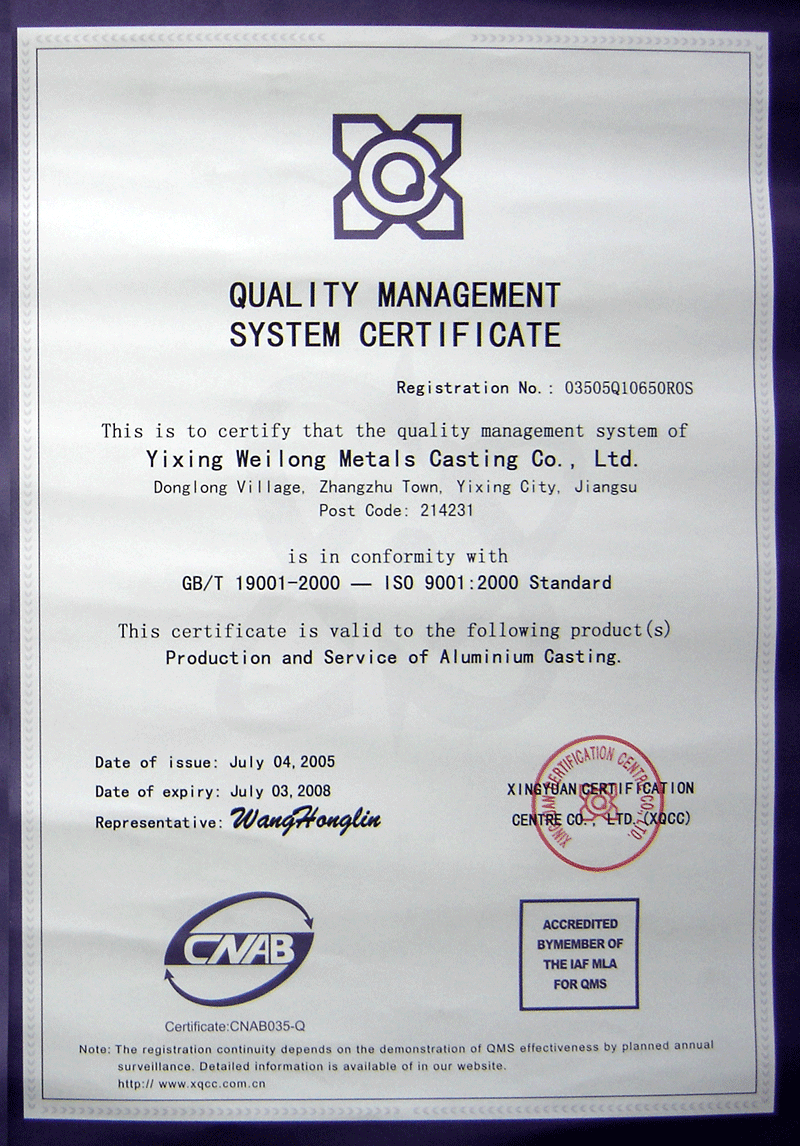 QUALITY MANAGEMENT
SYSTEM CERTIFICATE
Registration No.: 03505Q10650R0S
This is to certify that the quality management system of
Yixing Weilong Metals Casting Co., Ltd.
Donglong Village, Zhangzhu Town, Yixing City, Jiangsu
Post Code: 214231
is in conformity with
GB/T 19001-2000 — ISO 9001:2000 Standard
This certificate is valid to the following product(s)
Production and Service of Aluminium Casting.
Date of issue: July 04,2005
Date of expiry: July 03,2008
Representative: WangHonglin
XINGYUAN CERTIFICATION
CENTRE CO., LTD.(XQCC)
XINGYUAN CERTIFICATION CENTRE CO., LTD.
CNAB
Certificate:CNAB035-Q
ACCREDITED
BYMEMBER OF
THE IAF MLA
FOR QMS
Note: The registration continuity depends on the demonstration of QMS effectiveness by planned annual
surveillance. Detailed information is available of in our website.
http:// www.xqcc.com.cn